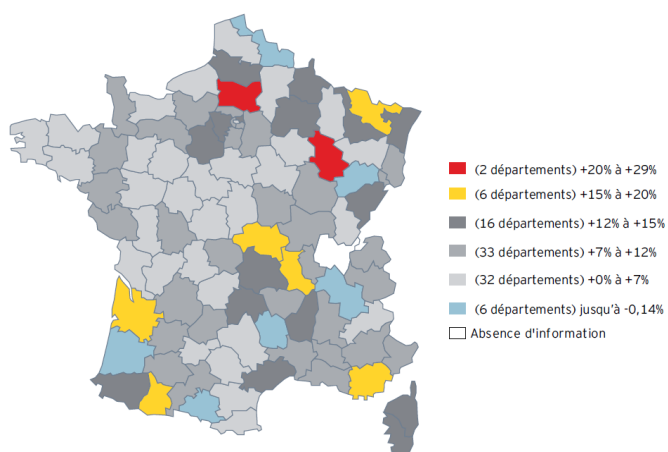 (2 départements) +20% à +29%
(6 départements) +15% à +20%
(16 départements) +12% à +15%
(33 départements) +7% à +12%
(32 départements) +0% à +7%
(6 départements) jusqu'à -0,14%
Absence d'information